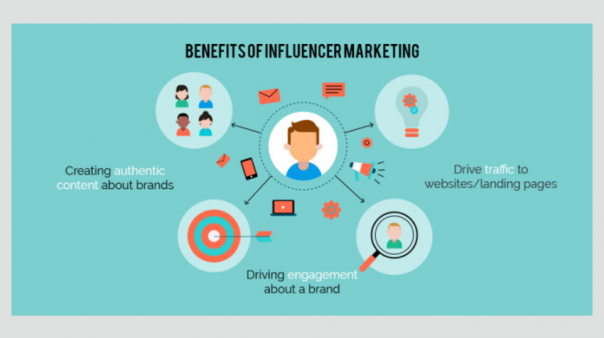 BENEFITS OF INFLUENCER MARKETING
Creating authentic
content about brands
Drive traffic to
websites/landing pages
Driving engagement
about a brand